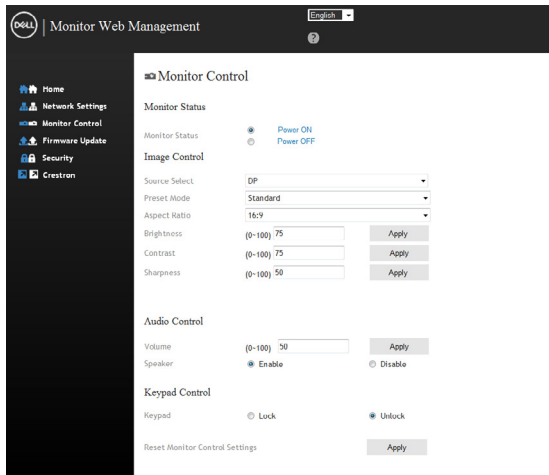 English
DELL | Monitor Web Management
?
Home
Network Settings
Monitor Control
Firmware Update
Security
Crestron
Monitor Control
Monitor Status
Monitor Status Power ON
Power OFF
Image Control
Source Select DP
Preset Mode Standard
Aspect Ratio 16:9
Brightness (0~100) 75 Apply
Contrast (0~100) 75 Apply
Sharpness (0~100) 50 Apply
Audio Control
Volume (0~100) 50 Apply
Speaker Enable Disable
Keypad Control
Keypad Lock Unlock
Reset Monitor Control Settings Apply